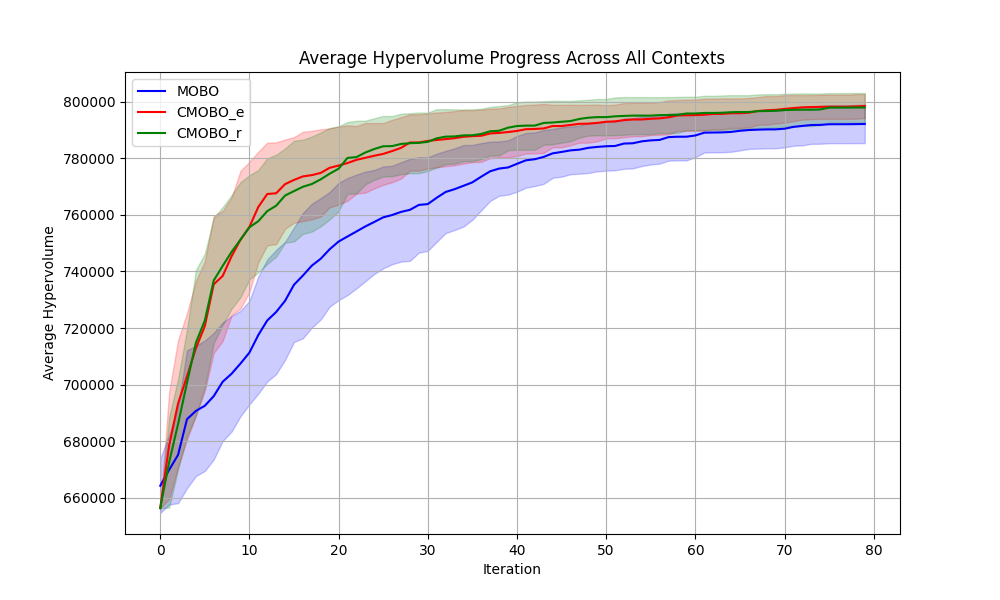 Average Hypervolume Progress Across All Contexts
MOBO
CMOBO_e
CMOBO_r
Average Hypervolume
800000
780000
760000
740000
720000
700000
680000
660000
0 10 20 30 40 50 60 70 80
Iteration